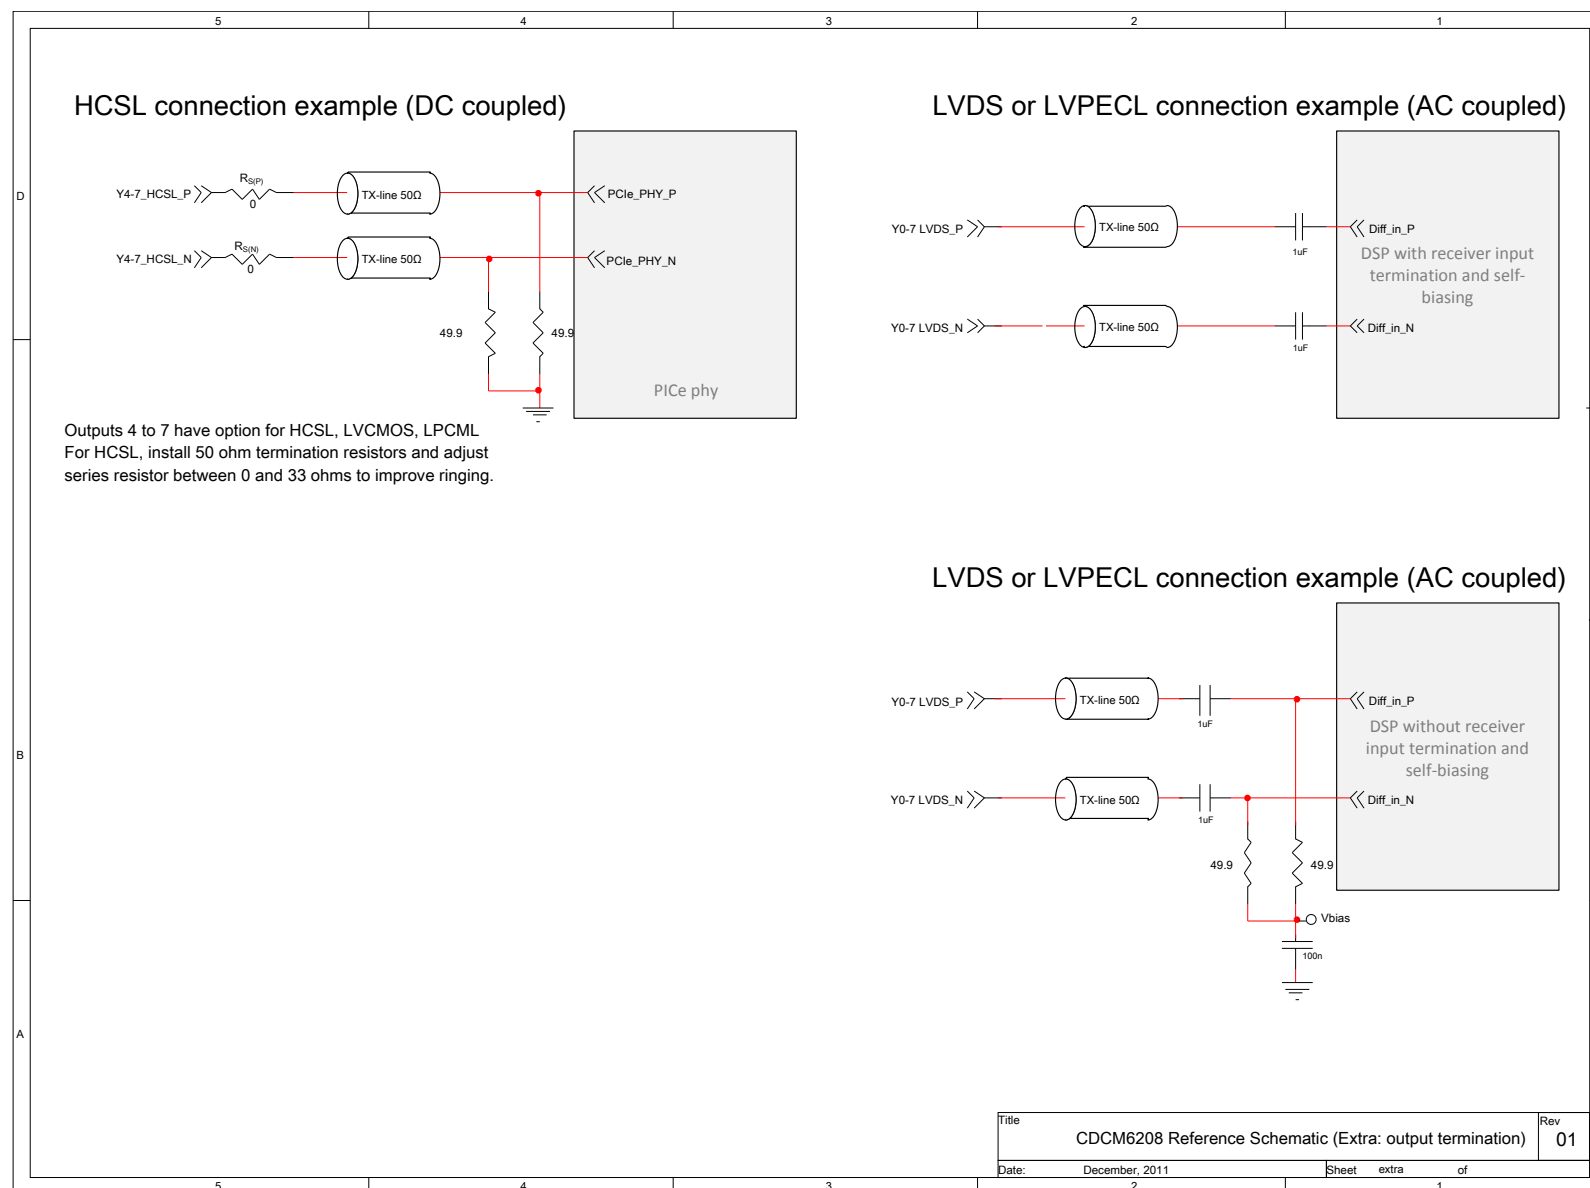 5 4 3 2 1
HCSL connection example (DC coupled)
Y4-7_HCSL_P
RS(P)
0
TX-line 50Ω
PCIe_PHY_P
Y4-7_HCSL_N
RS(N)
0
TX-line 50Ω
PCIe_PHY_N
49.9
49.9
PICe phy
Outputs 4 to 7 have option for HCSL, LVCMOS, LPCML
For HCSL, install 50 ohm termination resistors and adjust
series resistor between 0 and 33 ohms to improve ringing.
LVDS or LVPECL connection example (AC coupled)
Y0-7 LVDS_P
TX-line 50Ω
1uF
Diff_in_P
DSP with receiver input
termination and self-
biasing
Y0-7 LVDS_N
TX-line 50Ω
1uF
Diff_in_N
LVDS or LVPECL connection example (AC coupled)
Y0-7 LVDS_P
TX-line 50Ω
1uF
Diff_in_P
DSP without receiver
input termination and
self-biasing
Y0-7 LVDS_N
TX-line 50Ω
1uF
Diff_in_N
49.9
49.9
Vbias
100n
D
B
A
Title
CDCM6208 Reference Schematic (Extra: output termination)
Rev
01
Date: December, 2011
Sheet extra of
5 4 3 2 1